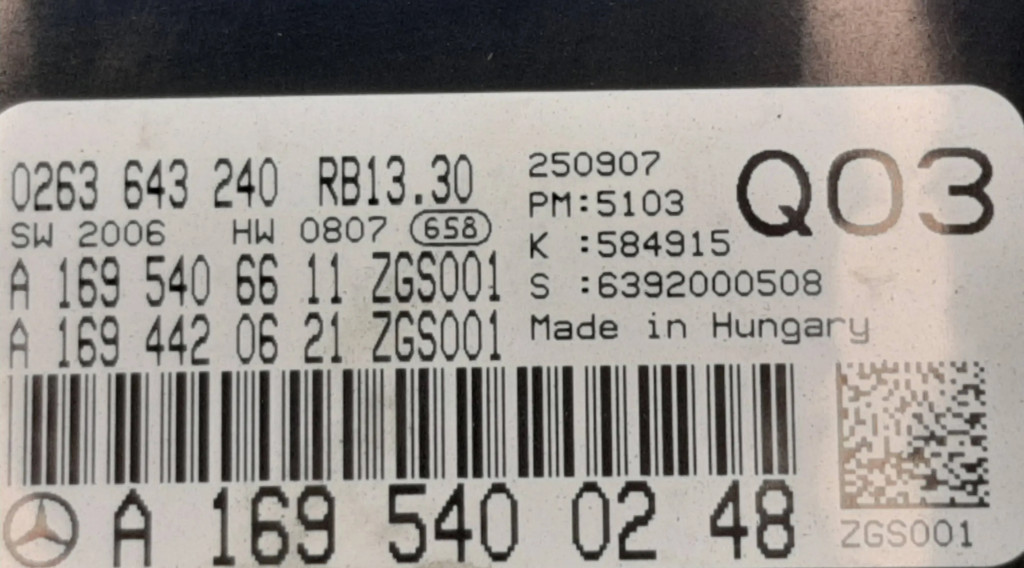 0263 643 240 RB13.30
SW 2006 HW 0807 658
A 169 540 66 11 ZGS001
A 169 442 06 21 ZGS001
250907
PM:5103
K :584915
S :6392000508
Made in Hungary
Q03
A 169 540 02 48
ZGS001